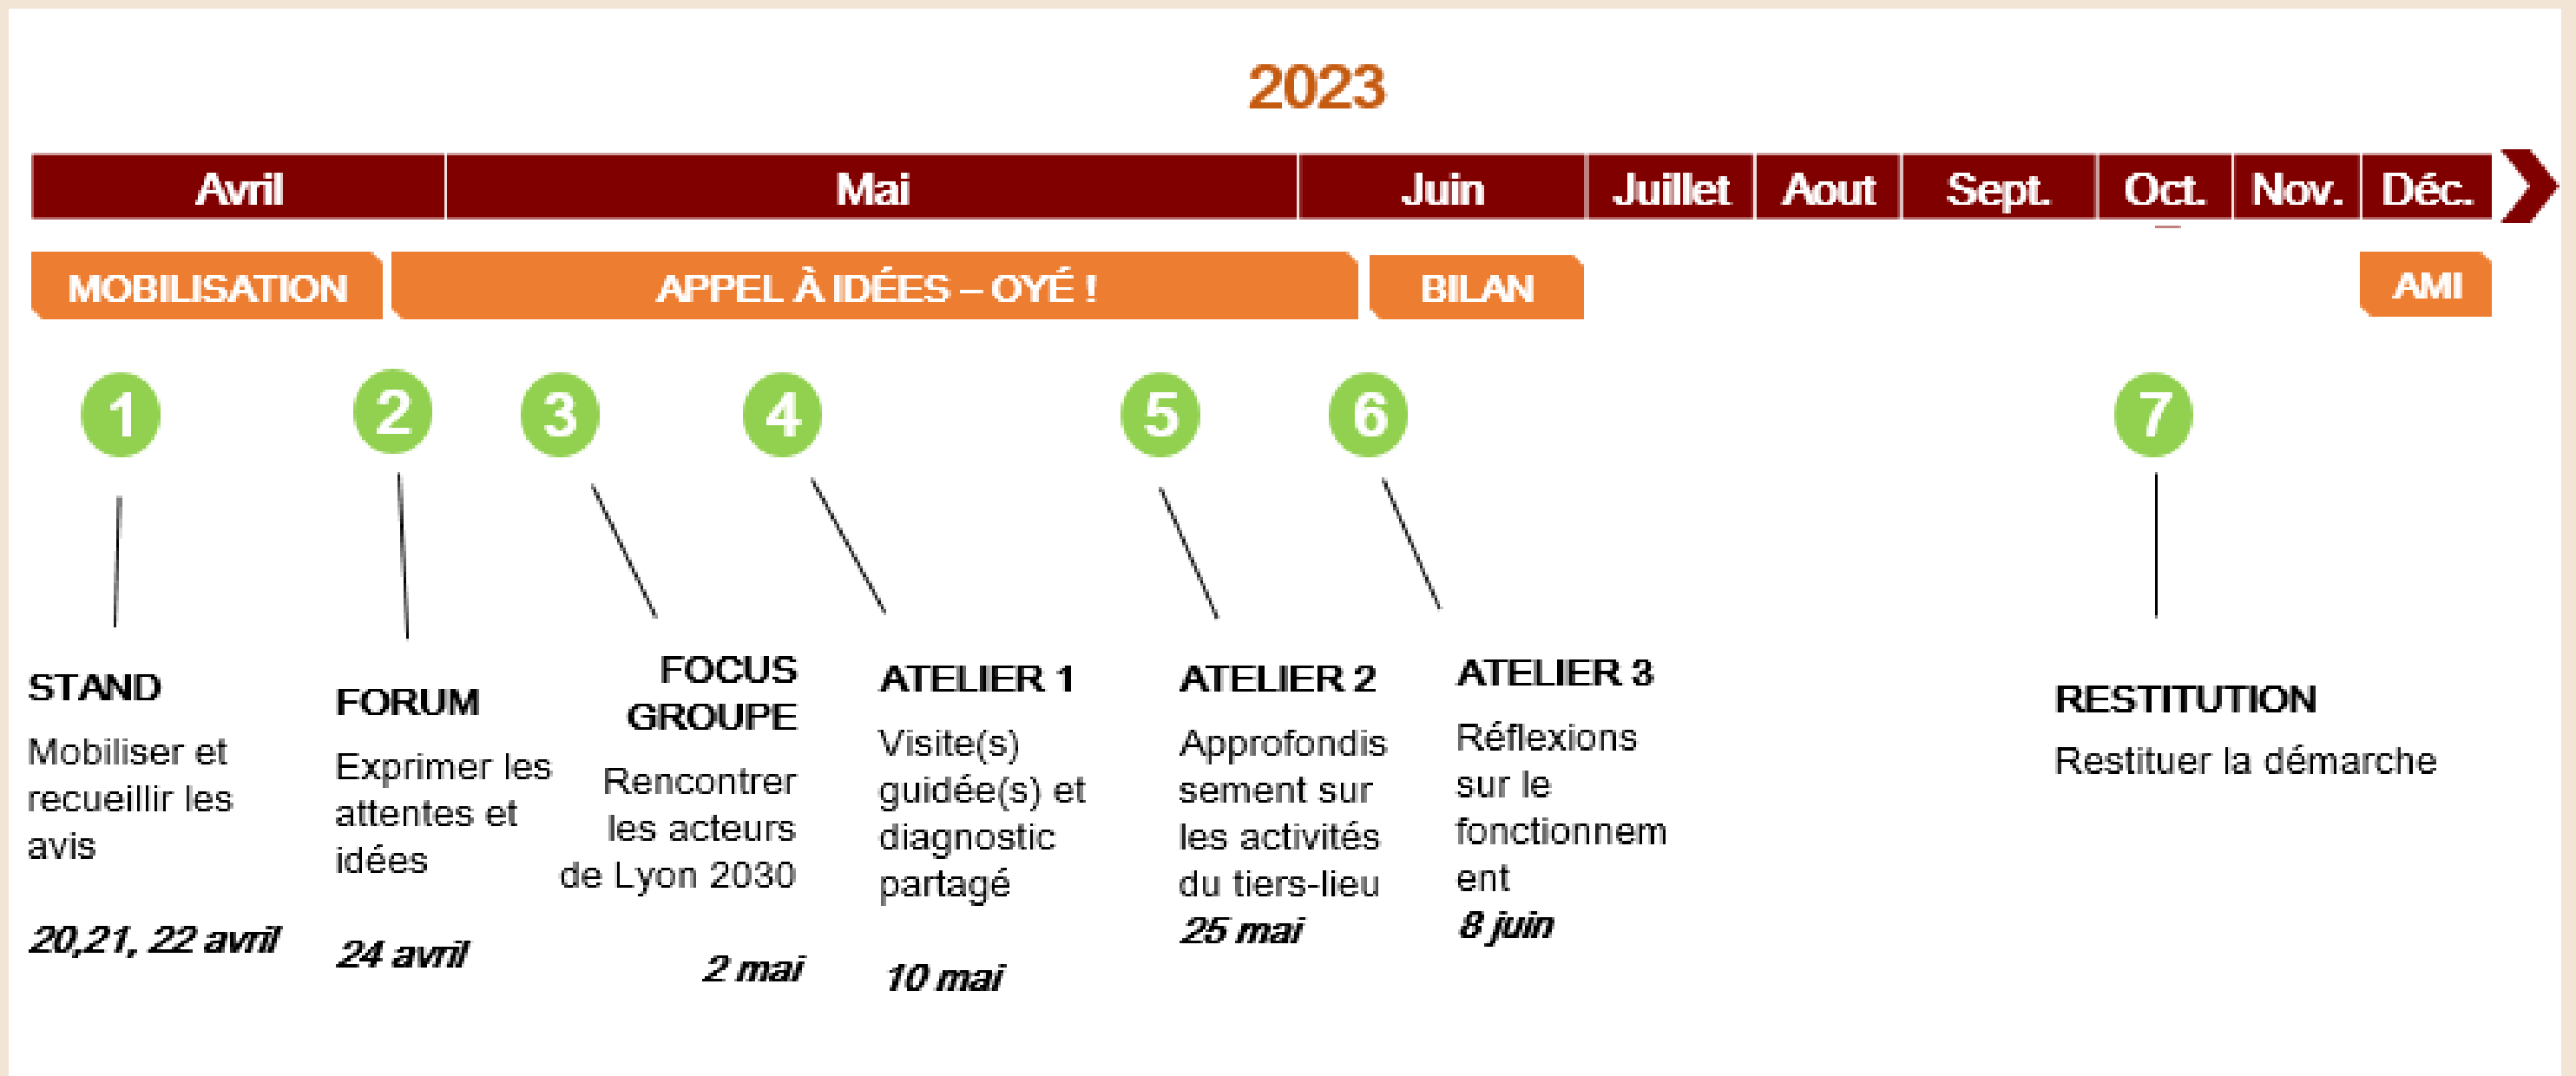 2023
Avril Mai Juin Juillet Aout Sept. Oct. Nov. Déc.
MOBILISATION APPEL À IDÉES – OYÉ ! BILAN AMI
1 2 3 4 5 6 7
STAND
Mobiliser et
recueillir les
avis
20,21, 22 avril
FORUM
Exprimer les
attentes et
idées
24 avril
FOCUS
GROUPE
Rencontrer
les acteurs
de Lyon 2030
2 mai
ATELIER 1
Visite(s)
guidée(s) et
diagnostic
partagé
10 mai
ATELIER 2
Approfondis
sement sur
les activités
du tiers-lieu
25 mai
ATELIER 3
Réflexions
sur le
fonctionnem
ent
8 juin
RESTITUTION
Restituer la démarche